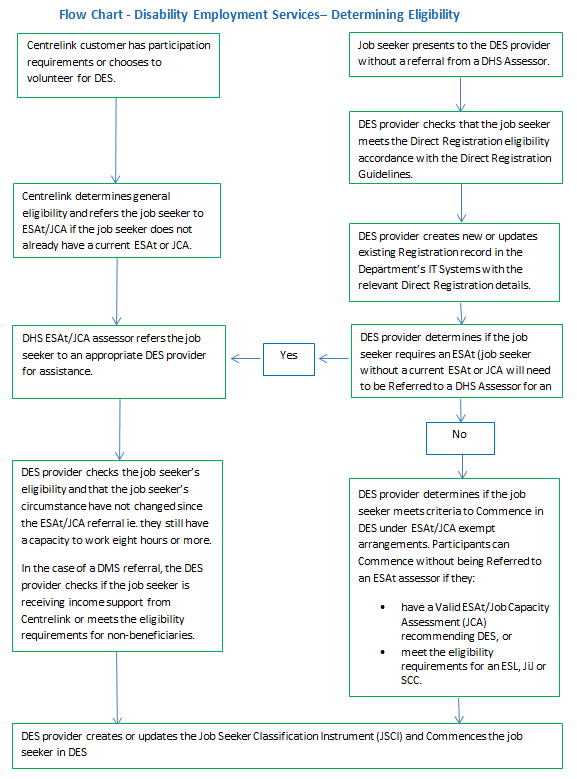 Flow Chart - Disability Employment Services– Determining Eligibility
Centrelink customer has participation
requirements or chooses to
volunteer for DES.
Centrelink determines general
eligibility and refers the job seeker to
ESAt/JCA if the job seeker does not
already have a current ESAt or JCA.
DHS ESAt/JCA assessor refers the job
seeker to an appropriate DES provider
for assistance.
DES provider checks the job seeker's
eligibility and that the job seeker's
circumstance have not changed since
the ESAt/JCA referral ie. they still have
a capacity to work eight hours or more.
In the case of a DMS referral, the DES
provider checks if the job seeker is
receiving income support from
Centrelink or meets the eligibility
requirements for non-beneficiaries.
Job seeker presents to the DES provider
without a referral from a DHS Assessor.
DES provider checks that the job seeker
meets the Direct Registration eligibility
accordance with the Direct Registration
Guidelines.
DES provider creates new or updates
existing Registration record in the
Department's IT Systems with the
relevant Direct Registration details.
DES provider determines if the job
seeker requires an ESAt (job seeker
without a current ESAt or JCA will need
to be Referred to a DHS Assessor for an
Yes
No
DES provider determines if the job
seeker meets criteria to Commence in
DES under ESAt/JCA exempt
arrangements. Participants can
Commence without being Referred to
an ESAt assessor if they:
• have a Valid ESAt/Job Capacity
Assessment (JCA)
recommending DES, or
• meet the eligibility
requirements for an ESL, JiJ or
SCC.
DES provider creates or updates the Job Seeker Classification Instrument (JSCI) and Commences the job
seeker in DES